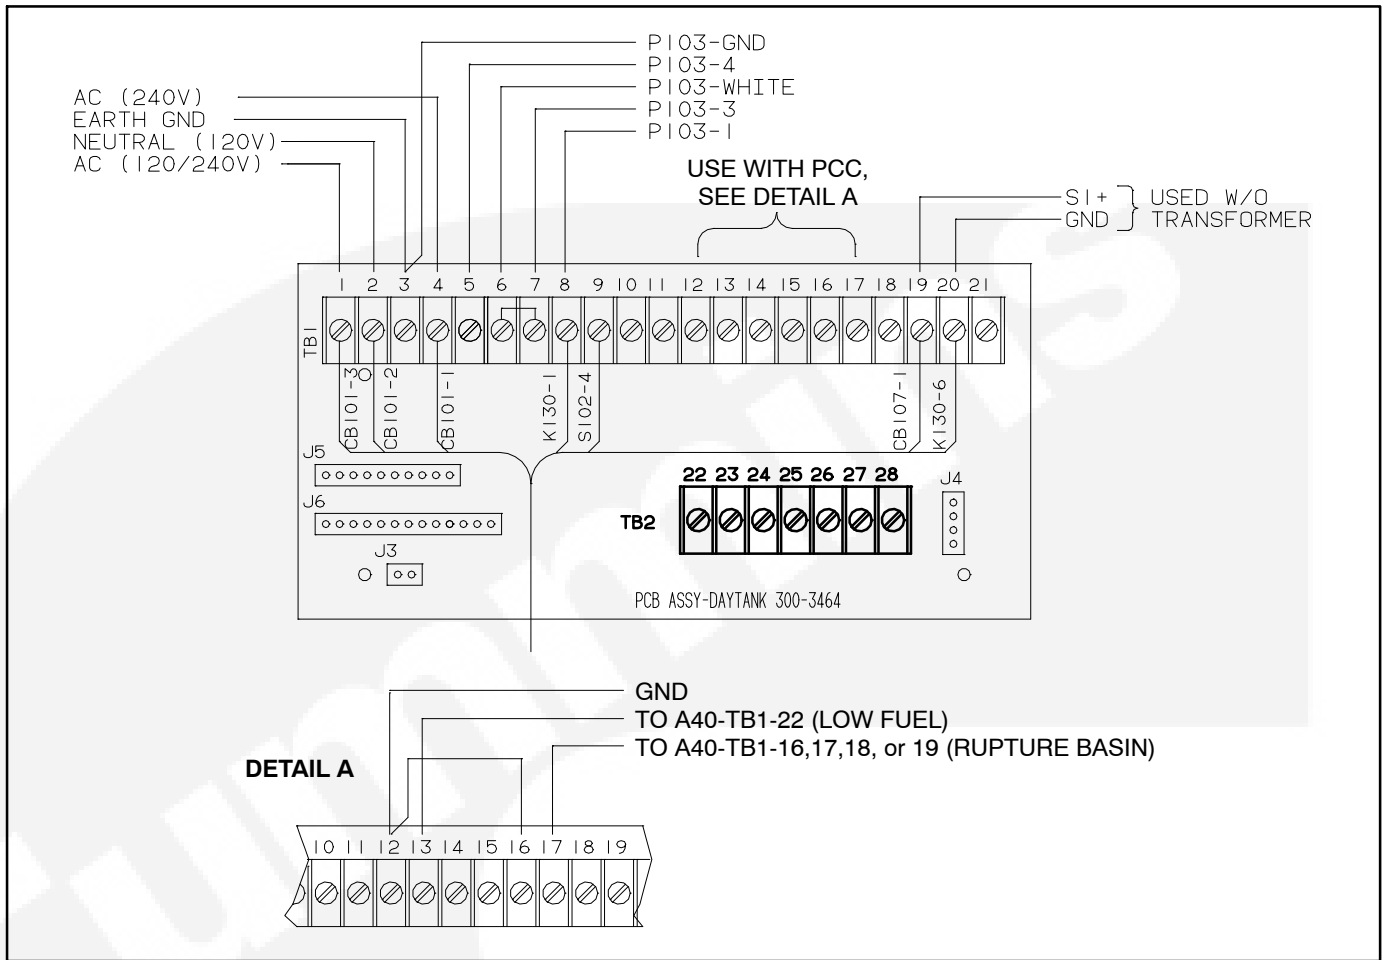 P103-GND
P103-4
P103-WHITE
P103-3
P103-1
AC (240V)
EARTH GND
NEUTRAL (120V)
AC (120/240V)
USE WITH PCC,
SEE DETAIL A
S1+
GND
USED W/O
TRANSFORMER
1 2 3 4 5 6 7 8 9 10 11 12 13 14 15 16 17 18 19 20 21
TB1
CB101-3
CB101-2
CB101-1
K130-1
S102-4
CB107-1
K130-6
J5
J6
J3
22 23 24 25 26 27 28
TB2
J4
PCB ASSY-DAYTANK 300-3464
GND
TO A40-TB1-22 (LOW FUEL)
TO A40-TB1-16,17,18, or 19 (RUPTURE BASIN)
DETAIL A
10 11 12 13 14 15 16 17 18 19
ummins